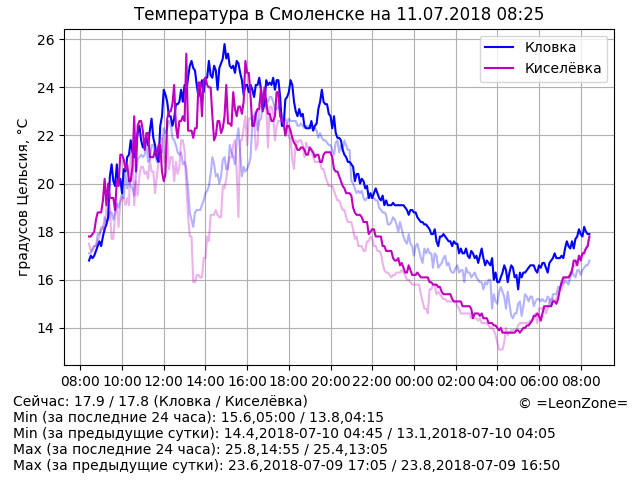 Температура в Смоленске на 11.07.2018 08:25
Кловка
Киселёвка
градусов Цельсия, °C
26
24
22
20
18
16
14
08:00 10:00 12:00 14:00 16:00 18:00 20:00 22:00 00:00 02:00 04:00 06:00 08:00
Сейчас: 17.9 / 17.8 (Кловка / Киселёвка)
© =LeonZone=
Min (за последние 24 часа): 15.6,05:00 / 13.8,04:15
Min (за предыдущие сутки): 14.4,2018-07-10 04:45 / 13.1,2018-07-10 04:05
Max (за последние 24 часа): 25.8,14:55 / 25.4,13:05
Max (за предыдущие сутки): 23.6,2018-07-09 17:05 / 23.8,2018-07-09 16:50